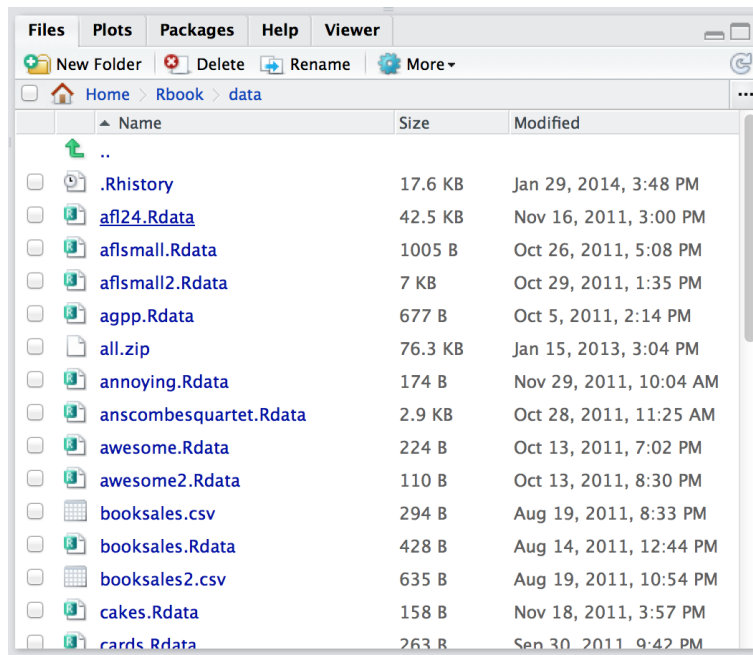 Files Plots Packages Help Viewer
New Folder Delete Rename More
Home Rbook data ...
Name Size Modified
..
.Rhistory 17.6 KB Jan 29, 2014, 3:48 PM
afl24.Rdata 42.5 KB Nov 16, 2011, 3:00 PM
aflsmall.Rdata 1005 B Oct 26, 2011, 5:08 PM
aflsmall2.Rdata 7 KB Oct 29, 2011, 1:35 PM
agpp.Rdata 677 B Oct 5, 2011, 2:14 PM
all.zip 76.3 KB Jan 15, 2013, 3:04 PM
annoying.Rdata 174 B Nov 29, 2011, 10:04 AM
anscombesquartet.Rdata 2.9 KB Oct 28, 2011, 11:25 AM
awesome.Rdata 224 B Oct 13, 2011, 7:02 PM
awesome2.Rdata 110 B Oct 13, 2011, 8:30 PM
booksales.csv 294 B Aug 19, 2011, 8:33 PM
booksales.Rdata 428 B Aug 14, 2011, 12:44 PM
booksales2.csv 635 B Aug 19, 2011, 10:54 PM
cakes.Rdata 158 B Nov 18, 2011, 3:57 PM
cards.Rdata 263 B Sep 30, 2011, 9:42 PM